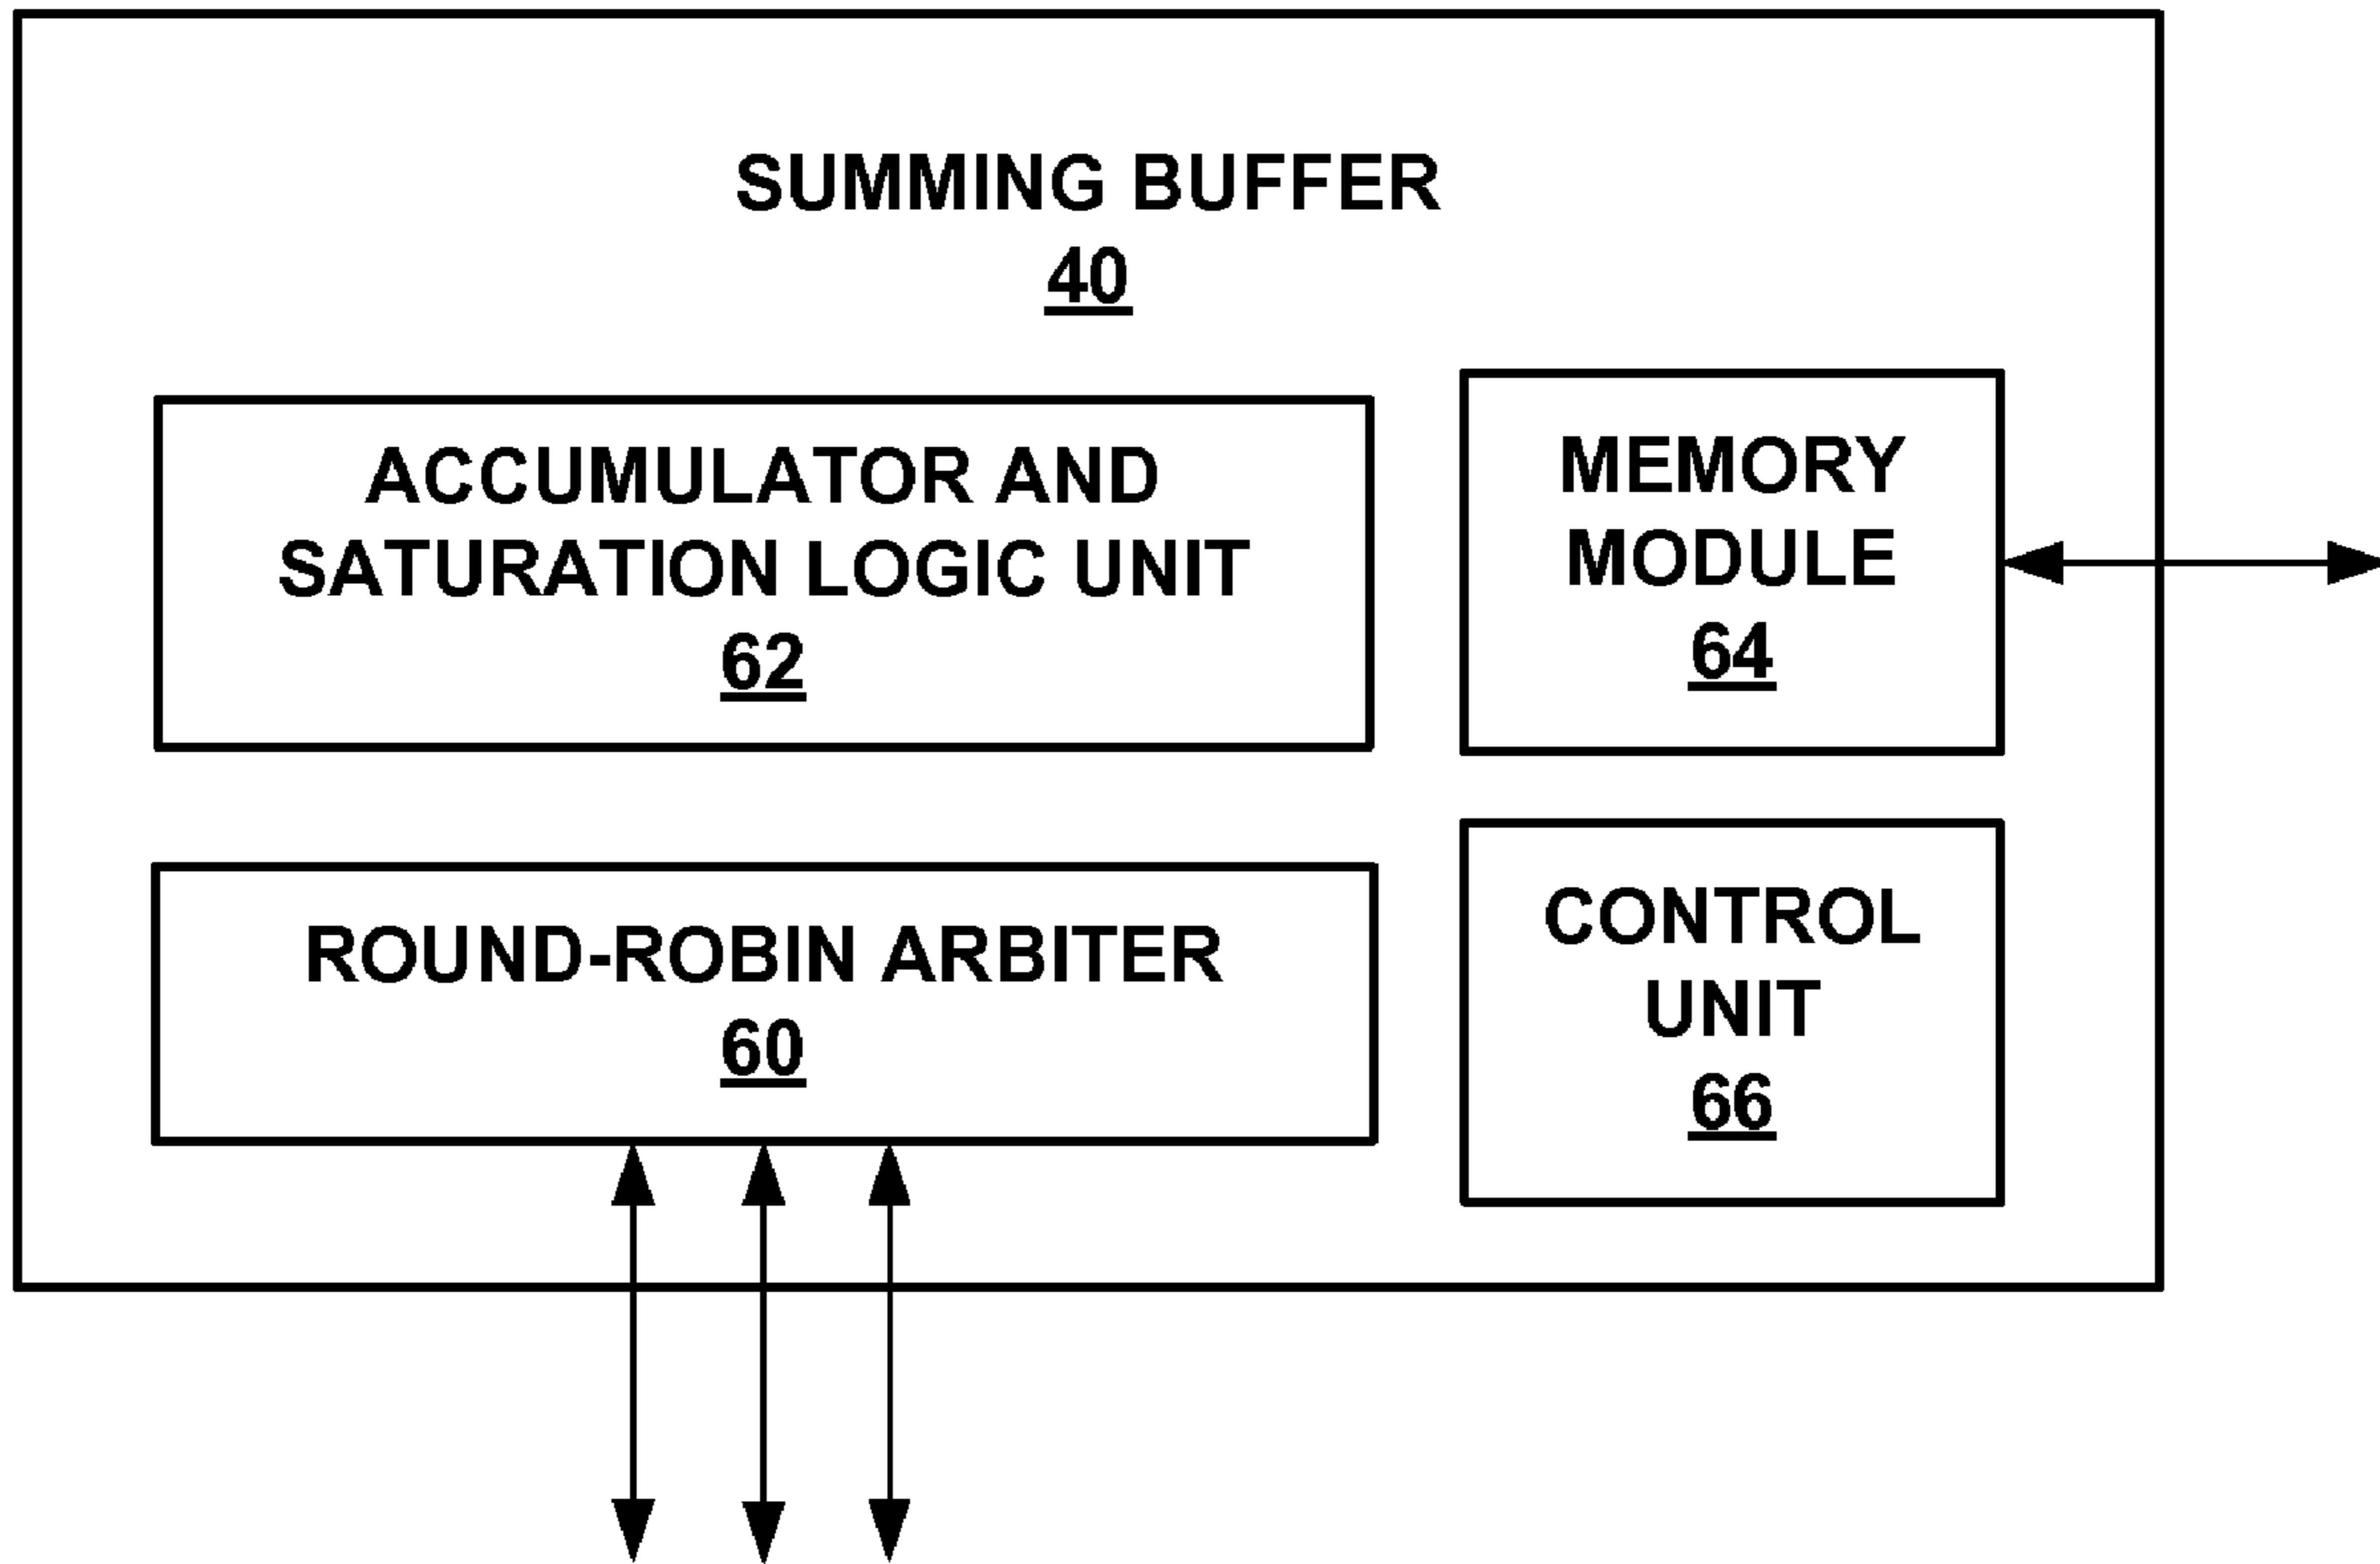 SUMMING BUFFER
40
ACCUMULATOR AND
SATURATION LOGIC UNIT
62
MEMORY
MODULE
64
ROUND-ROBIN ARBITER
60
CONTROL
UNIT
66